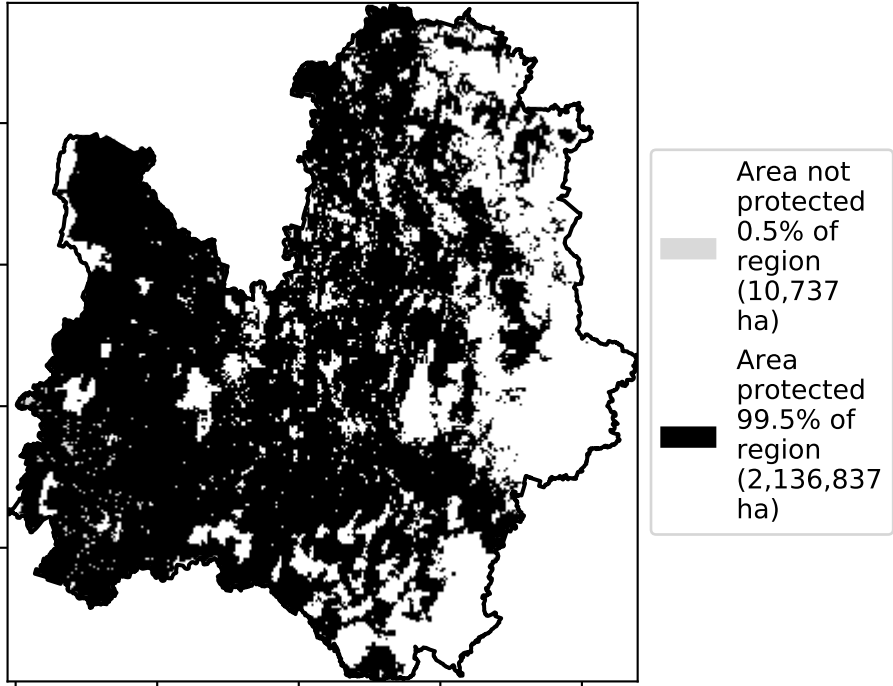 Area not
protected
0.5% of
region
(10,737
ha)
Area
protected
99.5% of
region
(2,136,837
ha)